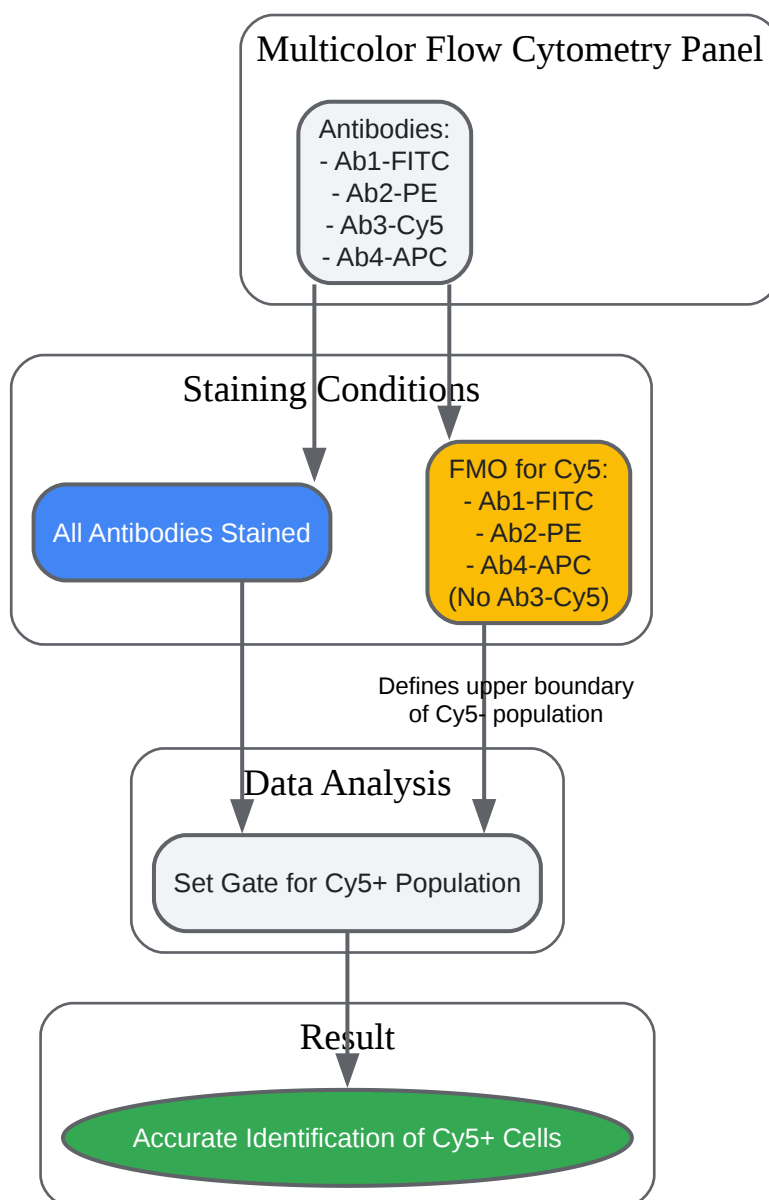 Multicolor Flow Cytometry Panel
Antibodies:
- Ab1-FITC
- Ab2-PE
- Ab3-Cy5
- Ab4-APC
Staining Conditions
All Antibodies Stained
FMO for Cy5:
- Ab1-FITC
- Ab2-PE
- Ab4-APC
(No Ab3-Cy5)
Defines upper boundary
of Cy5- population
Data Analysis
Set Gate for Cy5+ Population
Result
Accurate Identification of Cy5+ Cells